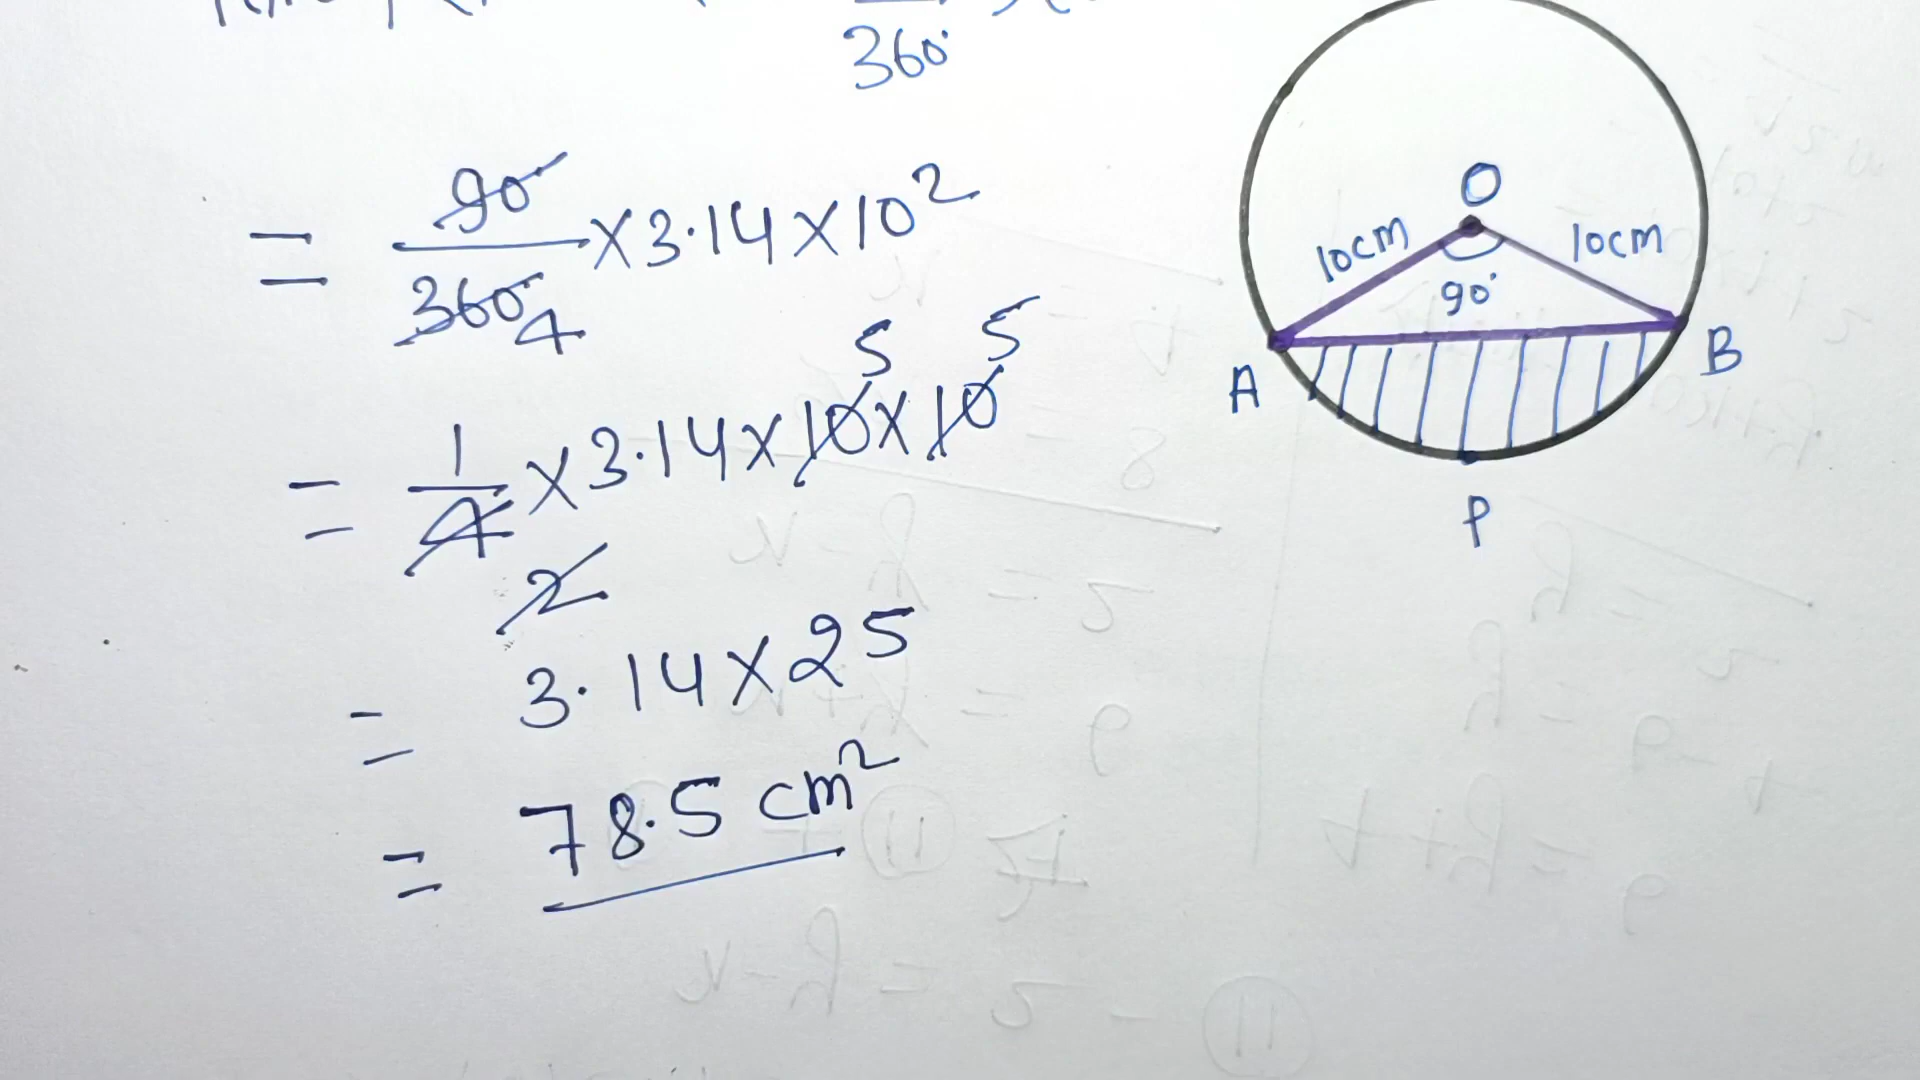 360°
= 90/360 4 × 3.14 × 10²
= 1/4 2 × 3.14 × 10 5 × 10 5
= 3.14 × 25
= 78.5 cm²
O
10cm
10cm
90°
A
B
P